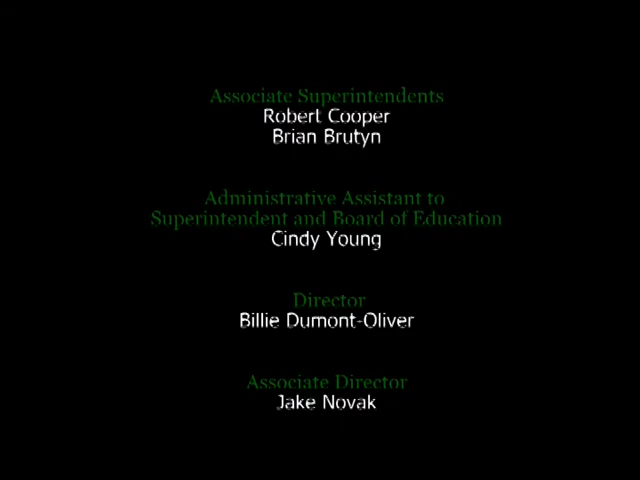 Associate Superintendents
Robert Cooper
Brian Brutyn
Administrative Assistant to
Superintendent and Board of Education
Cindy Young
Director
Billie Dumont-Oliver
Associate Director
Jake Novak